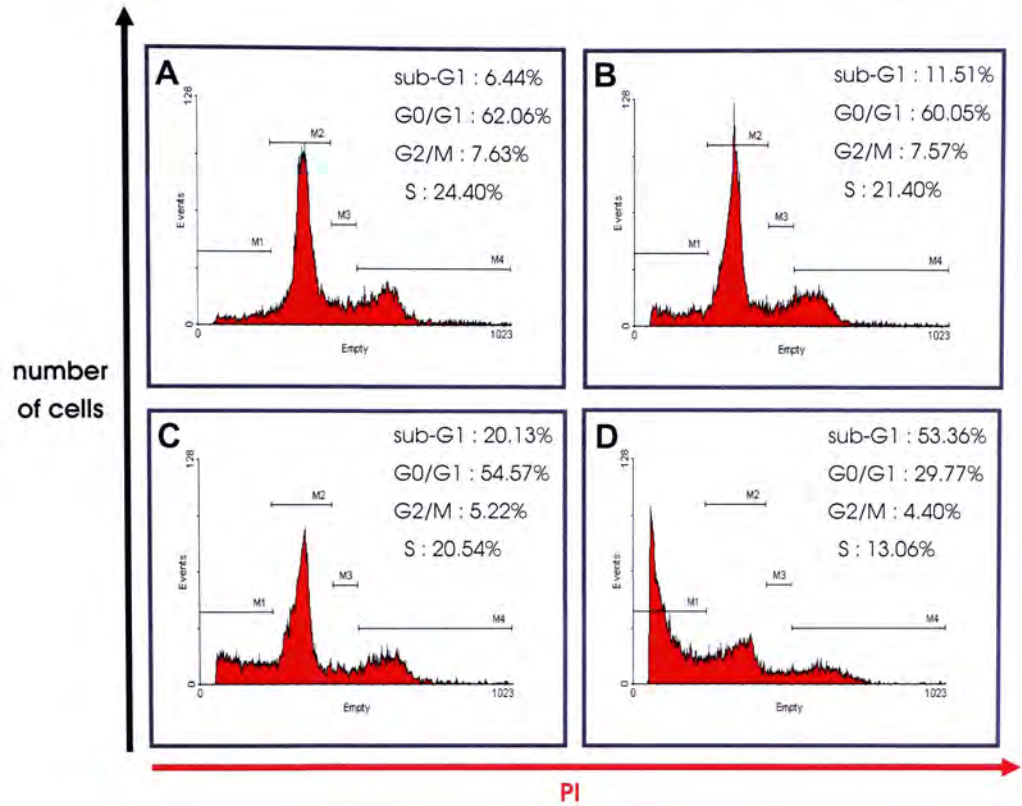 number
of cells
A
sub-G1 : 6.44%
G0/G1 : 62.06%
G2/M : 7.63%
S : 24.40%
128
Events
0
M1
M2
M3
M4
0
1023
Empty
B
sub-G1 : 11.51%
G0/G1 : 60.05%
G2/M : 7.57%
S : 21.40%
128
Events
0
M1
M2
M3
M4
0
1023
Empty
C
sub-G1 : 20.13%
G0/G1 : 54.57%
G2/M : 5.22%
S : 20.54%
128
Events
0
M1
M2
M3
M4
0
1023
Empty
D
sub-G1 : 53.36%
G0/G1 : 29.77%
G2/M : 4.40%
S : 13.06%
128
Events
0
M1
M2
M3
M4
0
1023
Empty
PI